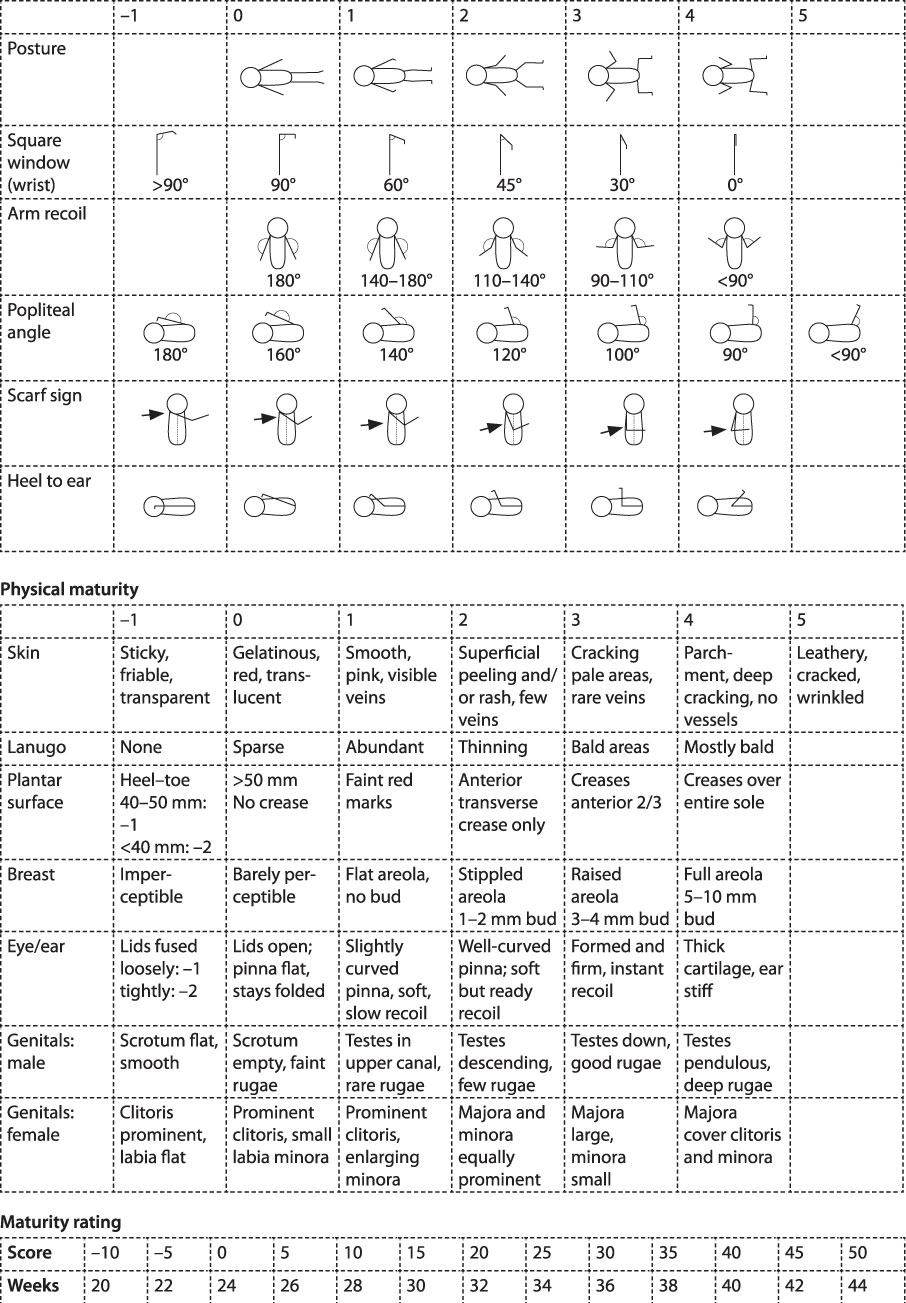 –1 0 1 2 3 4 5
Posture
Square
window
(wrist)
>90° 90° 60° 45° 30° 0°
Arm recoil
180° 140–180° 110–140° 90–110° <90°
Popliteal
angle
180° 160° 140° 120° 100° 90° <90°
Scarf sign
Heel to ear
Physical maturity
–1 0 1 2 3 4 5
Skin Sticky, Gelatinous, Smooth, Superficial Cracking Parch- Leathery,
friable, red, trans- pink, visible peeling and/ pale areas, ment, deep cracked,
transparent lucent veins or rash, few rare veins cracking, no wrinkled
veins vessels
Lanugo None Sparse Abundant Thinning Bald areas Mostly bald
Plantar Heel–toe >50 mm Faint red Anterior Creases Creases over
surface 40–50 mm: No crease marks transverse anterior 2/3 entire sole
–1 crease only
<40 mm: –2
Breast Imper- Barely per- Flat areola, Stippled Raised Full areola
ceptible ceptible no bud areola areola 5–10 mm
1–2 mm bud 3–4 mm bud bud
Eye/ear Lids fused Lids open; Slightly Well-curved Formed and Thick
loosely: –1 pinna flat, curved pinna; soft firm, instant cartilage, ear
tightly: –2 stays folded pinna, soft, but ready recoil stiff
slow recoil recoil
Genitals: Scrotum flat, Scrotum Testes in Testes Testes down, Testes
male smooth empty, faint upper canal, descending, good rugae pendulous,
rugae rare rugae few rugae deep rugae
Genitals: Clitoris Prominent Prominent Majora and Majora Majora
female prominent, clitoris, small clitoris, minora large, cover clitoris
labia flat labia minora enlarging equally minora and minora
minora prominent small
Maturity rating
Score –10 –5 0 5 10 15 20 25 30 35 40 45 50
Weeks 20 22 24 26 28 30 32 34 36 38 40 42 44